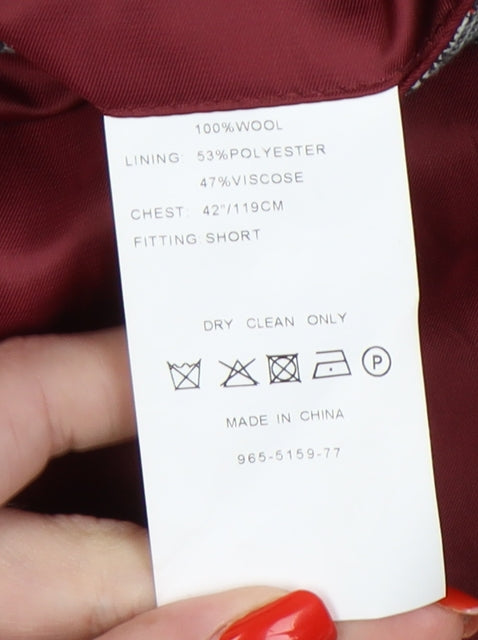 100%WOOL
LINING: 53%POLYESTER
47%VISCOSE
CHEST: 42"/119CM
FITTING:SHORT
DRY CLEAN ONLY
P
MADE IN CHINA
965-5159-77